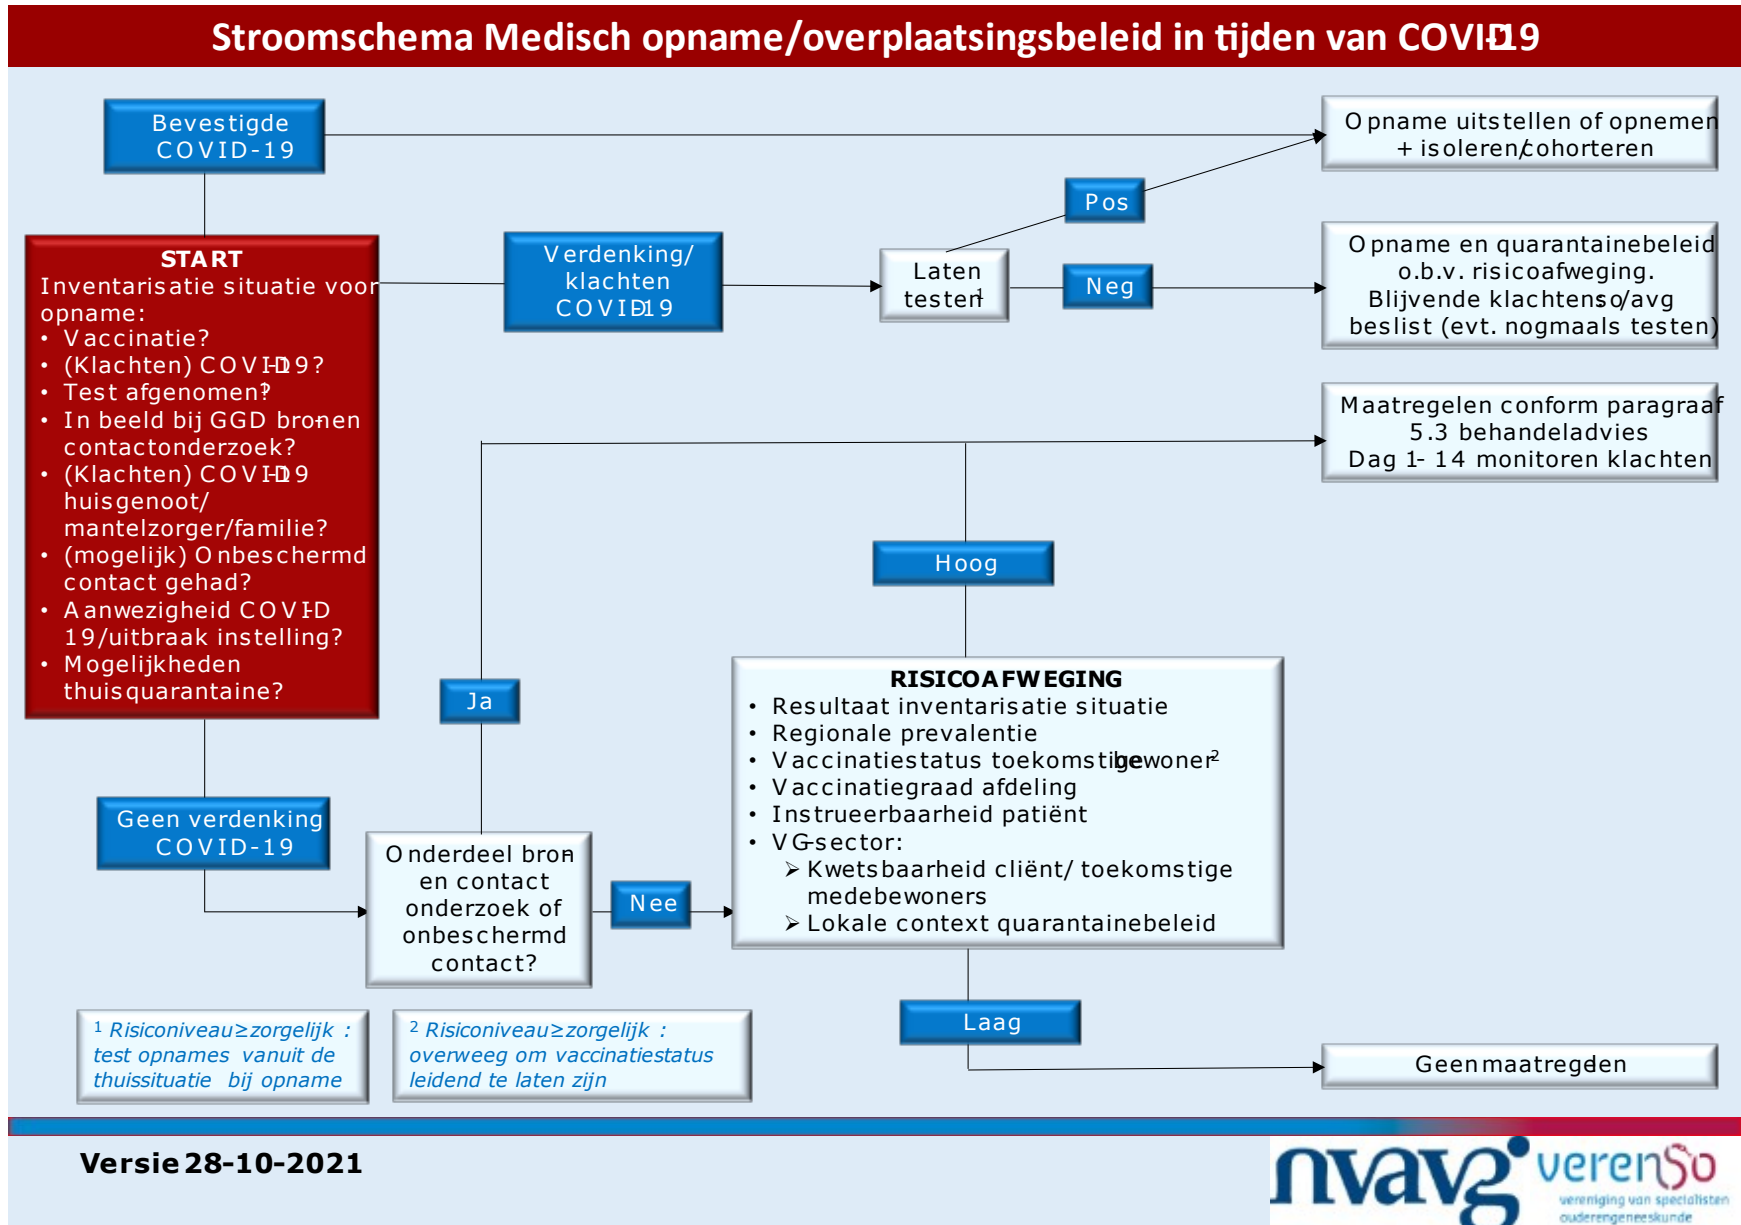 Stroomschema Medisch opname/overplaatsingsbeleid in tijden van COVID-19
Bevestigde
COVID-19
Opname uitstellen of opnemen
+ isoleren/cohorteren
Pos
START
Inventarisatie situatie voor
opname:
• Vaccinatie?
• (Klachten) COVID-19?
• Test afgenomen?¹
• In beeld bij GGD bron- en
contactonderzoek?
• (Klachten) COVID-19
huisgenoot/
mantelzorger/familie?
• (mogelijk) Onbeschermd
contact gehad?
• Aanwezigheid COVID-
19/uitbraak instelling?
• Mogelijkheden
thuisquarantaine?
Verdenking/
klachten
COVID-19
Laten
testen¹
Neg
Opname en quarantainebeleid
o.b.v. risicoafweging.
Blijvende klachten: so/avg
beslist (evt. nogmaals testen)
Maatregelen conform paragraaf
5.3 behandeladvies
Dag 1- 14 monitoren klachten
Hoog
Ja
RISICOAFWEGING
• Resultaat inventarisatie situatie
• Regionale prevalentie
• Vaccinatiestatus toekomstige bewoner²
• Vaccinatiegraad afdeling
• Instrueerbaarheid patiënt
• VG-sector:
➢ Kwetsbaarheid cliënt/ toekomstige
medebewoners
➢ Lokale context quarantainebeleid
Geen verdenking
COVID-19
Onderdeel bron-
en contact
onderzoek of
onbeschermd
contact?
Nee
Laag
Geen maatregelen
¹ Risiconiveau ≥ zorgelijk :
test opnames vanuit de
thuissituatie bij opname
² Risiconiveau ≥ zorgelijk :
overweeg om vaccinatiestatus
leidend te laten zijn
Versie 28-10-2021
nvavg
verenso
vereniging van specialisten
ouderengeneeskunde